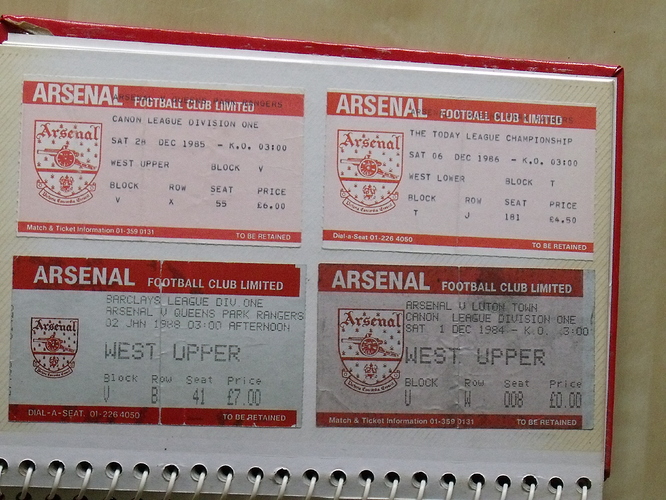 ARSENAL FOOTBALL CLUB LIMITED
CANON LEAGUE DIVISION ONE
SAT 28 DEC 1985 - K.O. 03:00
WEST UPPER BLOCK V
BLOCK ROW SEAT PRICE
V X 55 £6.00
Arsenal
Match & Ticket Information 01-359 0131 TO BE RETAINED
ARSENAL FOOTBALL CLUB LIMITED
THE TODAY LEAGUE CHAMPIONSHIP
SAT 06 DEC 1986 - K.O. 03:00
WEST LOWER BLOCK T
BLOCK ROW SEAT PRICE
T J 181 £4.50
Arsenal
Dial-a-Seat 01-226 4050 TO BE RETAINED
ARSENAL FOOTBALL CLUB LIMITED
BARCLAYS LEAGUE DIV ONE
ARSENAL V QUEENS PARK RANGERS
02 JAN 1988 03:00 AFTERNOON
WEST UPPER
Block Row Seat Price
V B 41 £7.00
Arsenal
DIAL-A-SEAT. 01-226 4050 TO BE RETAINED
ARSENAL FOOTBALL CLUB LIMITED
ARSENAL V LUTON TOWN
CANON LEAGUE DIVISION ONE
SAT 1 DEC 1984 - K.O. 3:00
WEST UPPER
BLOCK Row Seat Price
U W 008 £0.00
Arsenal
Match & Ticket Information 01-359 0131 TO BE RETAINED